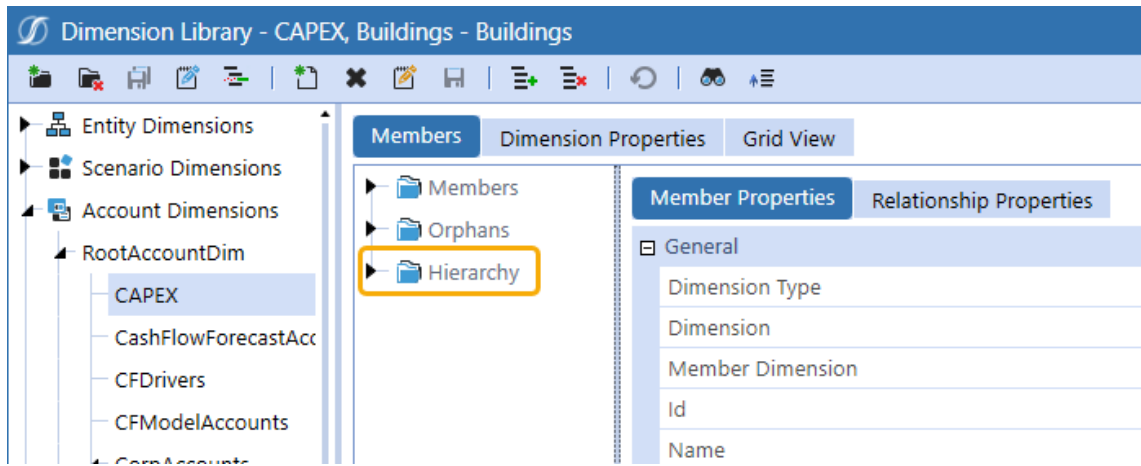 Dimension Library - CAPEX, Buildings - Buildings
Entity Dimensions
Scenario Dimensions
Account Dimensions
RootAccountDim
CAPEX
CashFlowForecastAcc
CFDrivers
CFModelAccounts
CorpAccounts
Members
Dimension Properties
Grid View
Members
Orphans
Hierarchy
Member Properties
Relationship Properties
General
Dimension Type
Dimension
Member Dimension
Id
Name